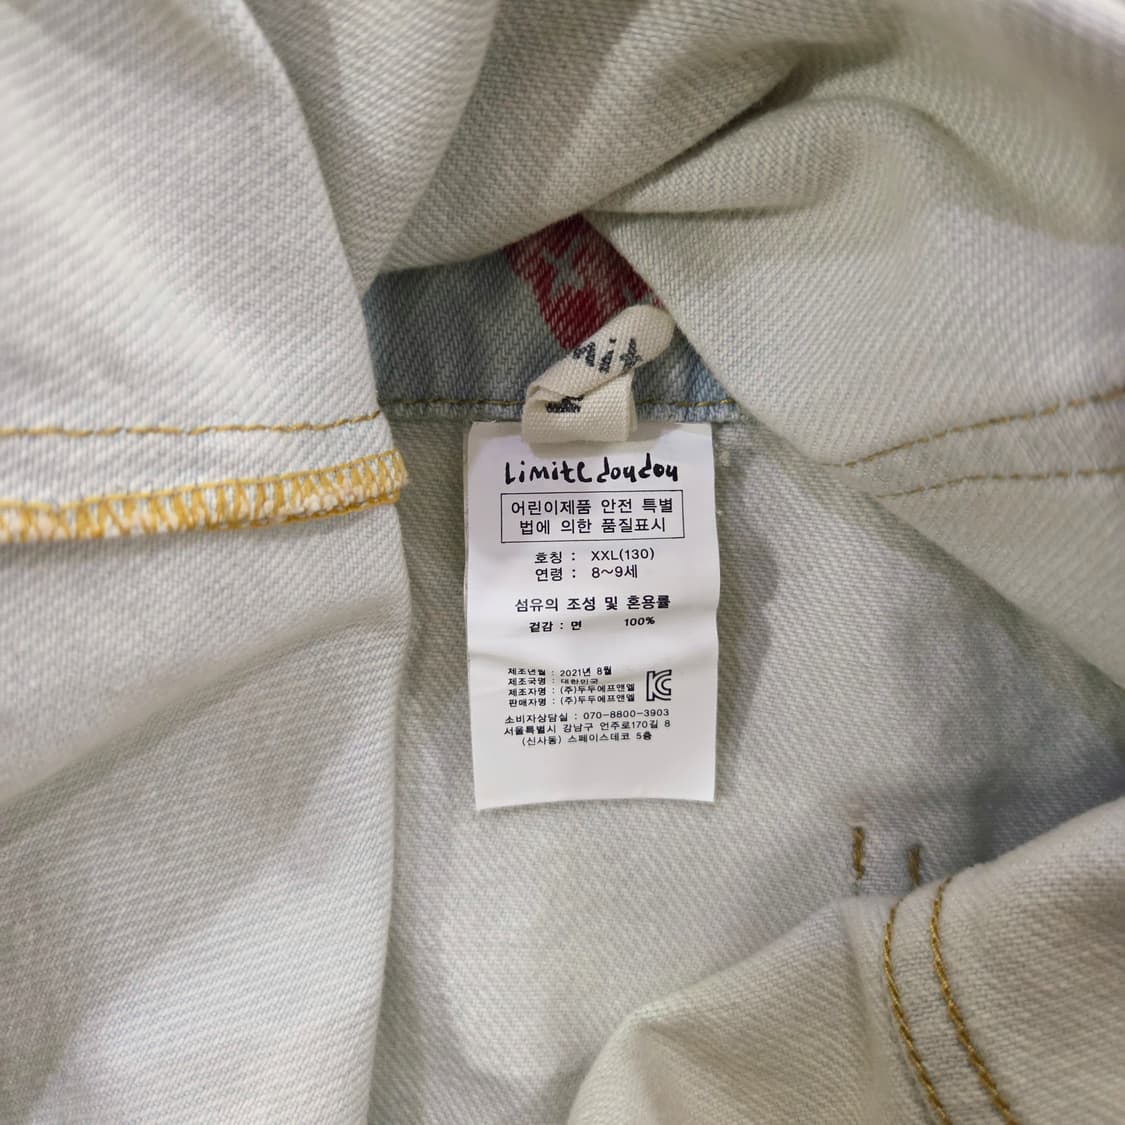 Limite doudou
어린이제품 안전 특별
법에 의한 품질표시
호칭 : XXL(130)
연령 : 8~9세
섬유의 조성 및 혼용률
겉감 : 면 100%
제조년월 : 2021년 8월
제조국명 : 대한민국
제조자명 : (주)두두에프앤엘
판매자명 : (주)두두에프앤엘
소비자상담실 : 070-8800-3903
서울특별시 강남구 언주로170길 8
(신사동) 스페이스데코 5층